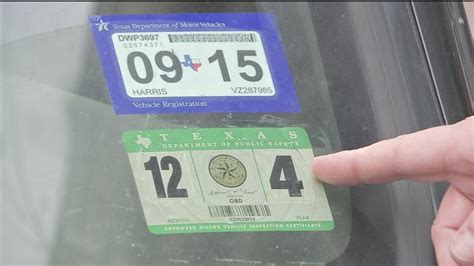 Texas Department of Motor Vehicles
DWP3697
22574371
09 15
HARRIS VZ287985
Vehicle Registration
TEXAS
DEPARTMENT OF PUBLIC SAFETY
12 4
OBD
MONTH YEAR
APPROVED MOTOR VEHICLE INSPECTION CERTIFICATE